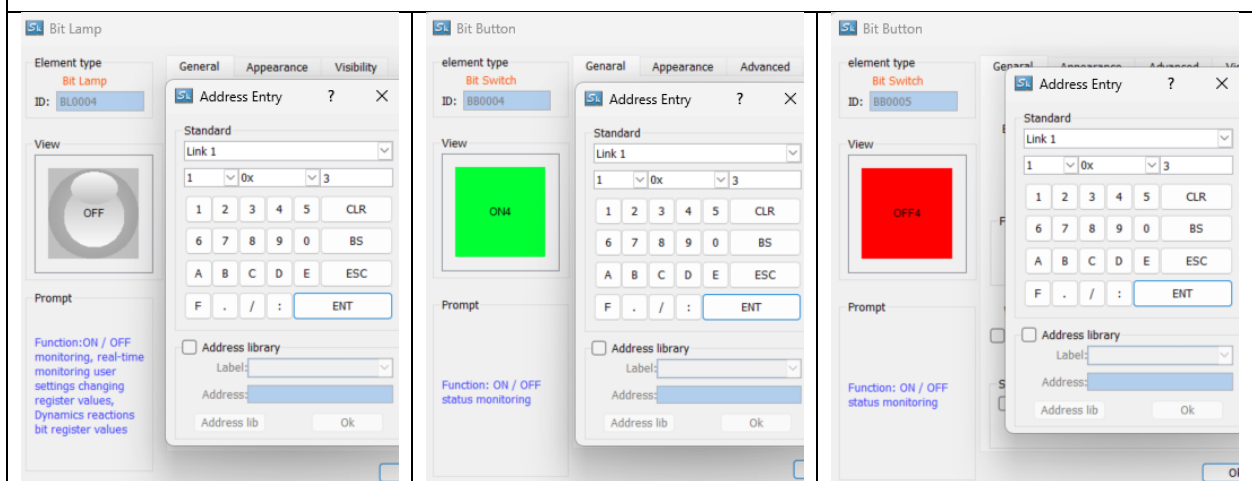 Sk Bit Lamp
Element type
Bit Lamp
ID: BL0004
View
OFF
Prompt
Function:ON / OFF
monitoring, real-time
monitoring user
settings changing
register values,
Dynamics reactions
bit register values
General Appearance Visibility
Sk Address Entry ? X
Standard
Link 1
1 0x 3
1 2 3 4 5 CLR
6 7 8 9 0 BS
A B C D E ESC
F . / : ENT
Address library
Label:
Address:
Address lib Ok
Sk Bit Button
element type
Bit Switch
ID: BB0004
View
ON4
Prompt
Function: ON / OFF
status monitoring
General Appearance Advanced
Sk Address Entry ? X
Standard
Link 1
1 0x 3
1 2 3 4 5 CLR
6 7 8 9 0 BS
A B C D E ESC
F . / : ENT
Address library
Label:
Address:
Address lib Ok
Sk Bit Button
element type
Bit Switch
ID: BB0005
View
OFF4
Prompt
Function: ON / OFF
status monitoring
Sk Address Entry ? X
Standard
Link 1
1 0x 3
1 2 3 4 5 CLR
6 7 8 9 0 BS
A B C D E ESC
F . / : ENT
Address library
Label:
Address:
Address lib Ok